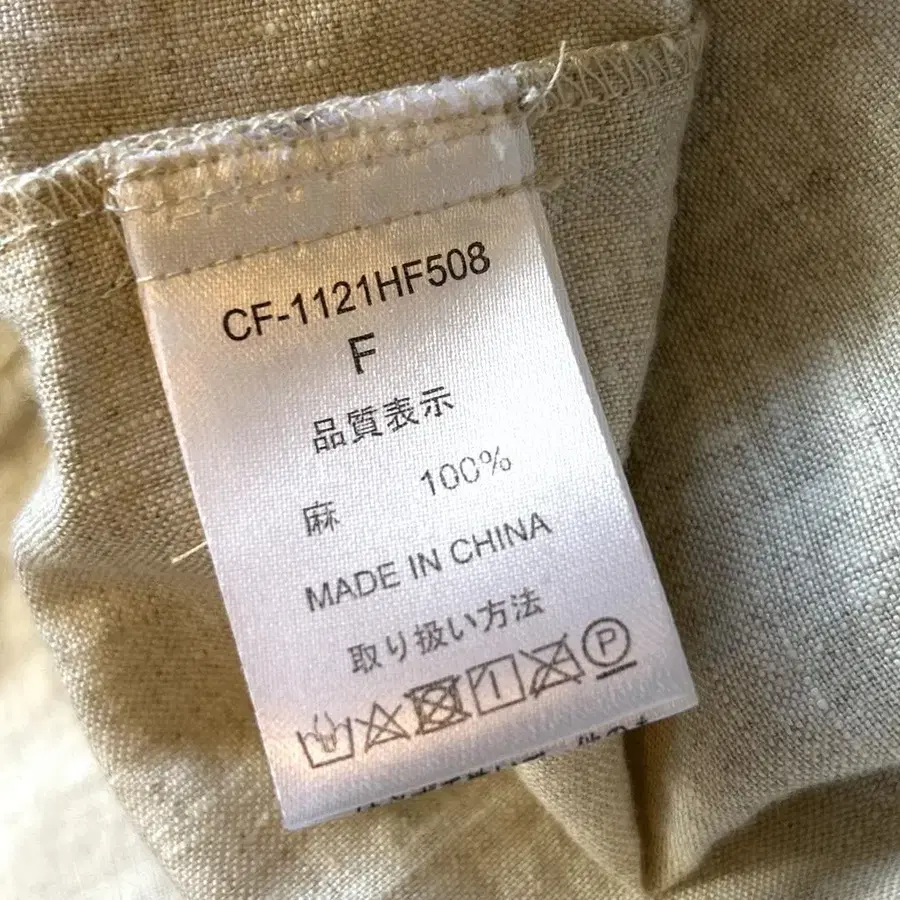 CF-1121HF508
F
品質表示
麻 100%
MADE IN CHINA
取り扱い方法
P